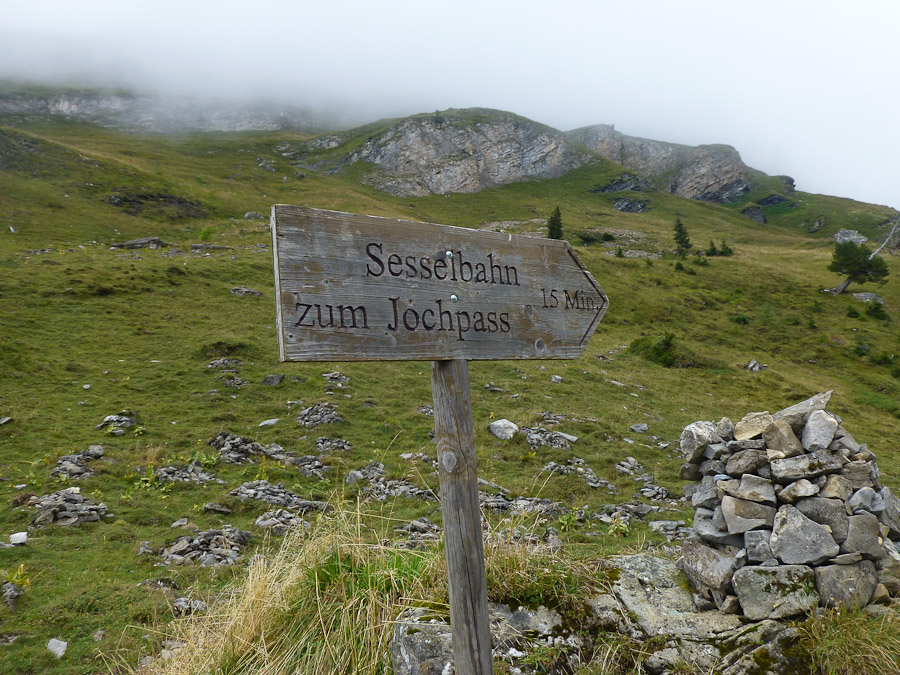 Sesselbahn
zum Jochpass
15 Min.